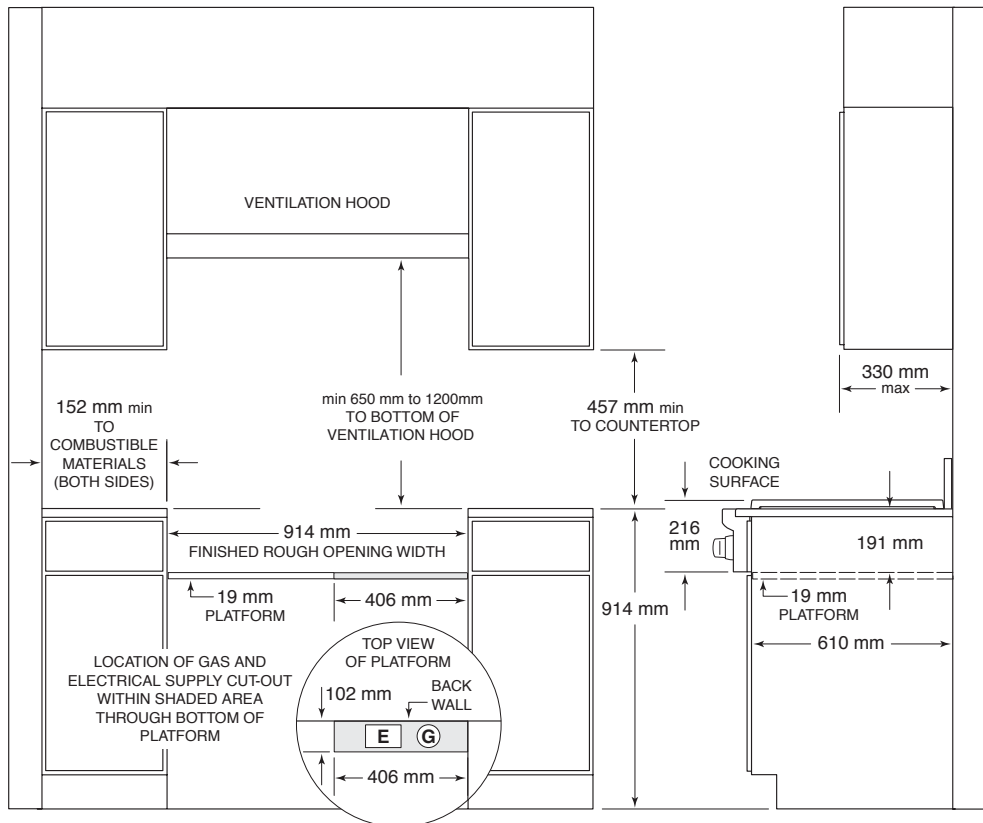 VENTILATION HOOD
330 mm
max
min 650 mm to 1200mm
TO BOTTOM OF
VENTILATION HOOD
457 mm min
TO COUNTERTOP
152 mm min
TO
COMBUSTIBLE
MATERIALS
(BOTH SIDES)
COOKING
SURFACE
914 mm
FINISHED ROUGH OPENING WIDTH
216
mm
191 mm
19 mm
PLATFORM
406 mm
914 mm
19 mm
PLATFORM
610 mm
LOCATION OF GAS AND
ELECTRICAL SUPPLY CUT-OUT
WITHIN SHADED AREA
THROUGH BOTTOM OF
PLATFORM
TOP VIEW
OF PLATFORM
102 mm
BACK
WALL
E G
406 mm